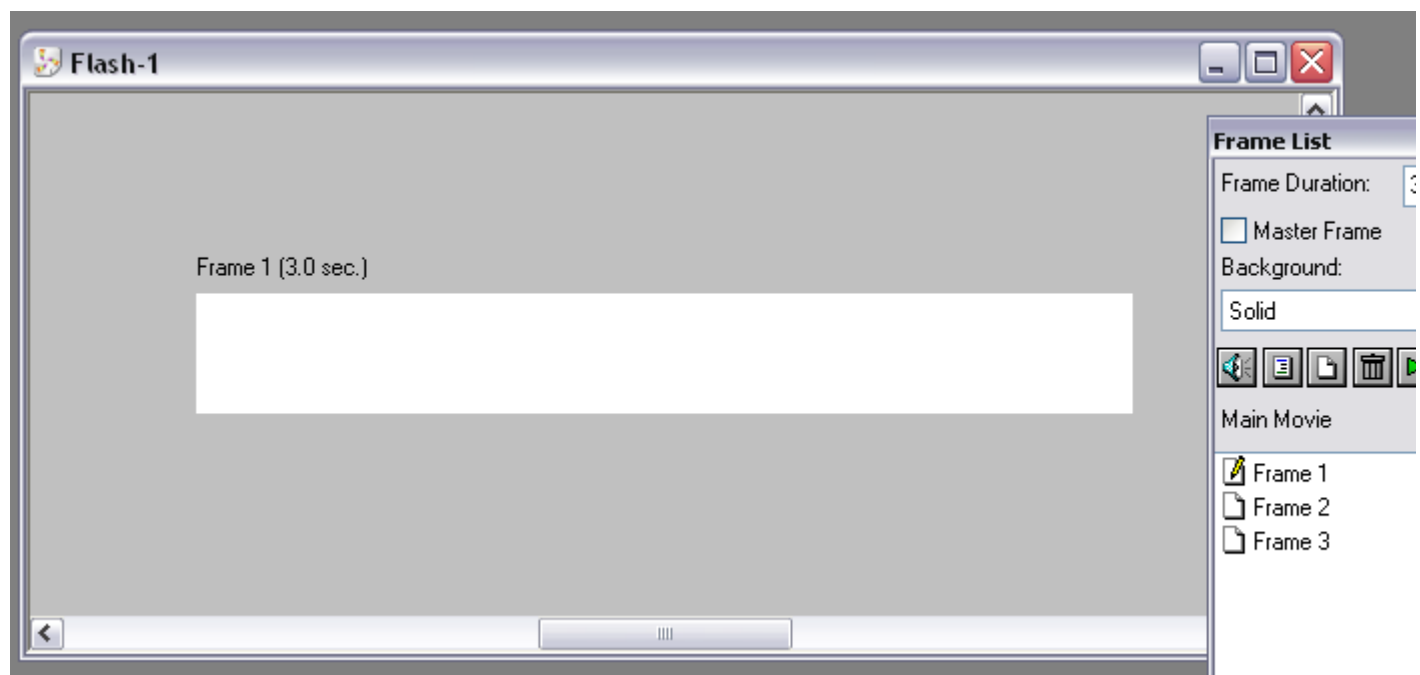 Flash-1
Frame 1 (3.0 sec.)
Frame List
Frame Duration: 3
Master Frame
Background:
Solid
Main Movie
Frame 1
Frame 2
Frame 3